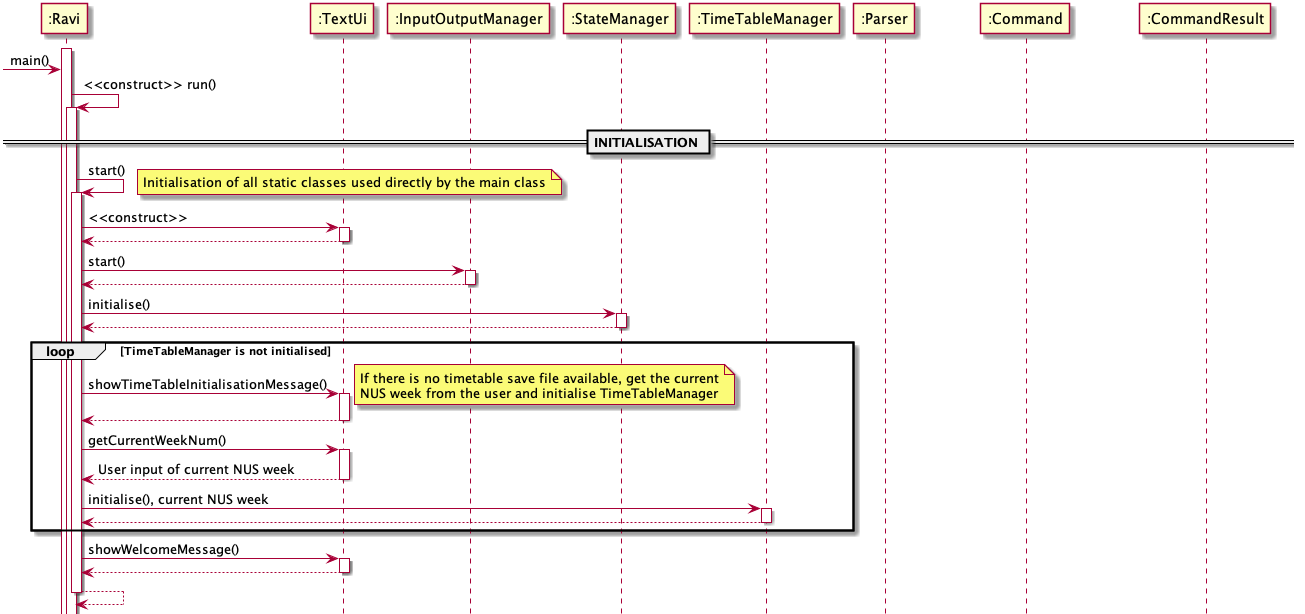 :Ravi
:TextUi
:InputOutputManager
:StateManager
:TimeTableManager
:Parser
:Command
:CommandResult
main()
<<construct>> run()
INITIALISATION
start()
Initialisation of all static classes used directly by the main class
<<construct>>
start()
initialise()
loop
[TimeTableManager is not initialised]
showTimeTableInitialisationMessage()
If there is no timetable save file available, get the current
NUS week from the user and initialise TimeTableManager
getCurrentWeekNum()
User input of current NUS week
initialise(), current NUS week
showWelcomeMessage()